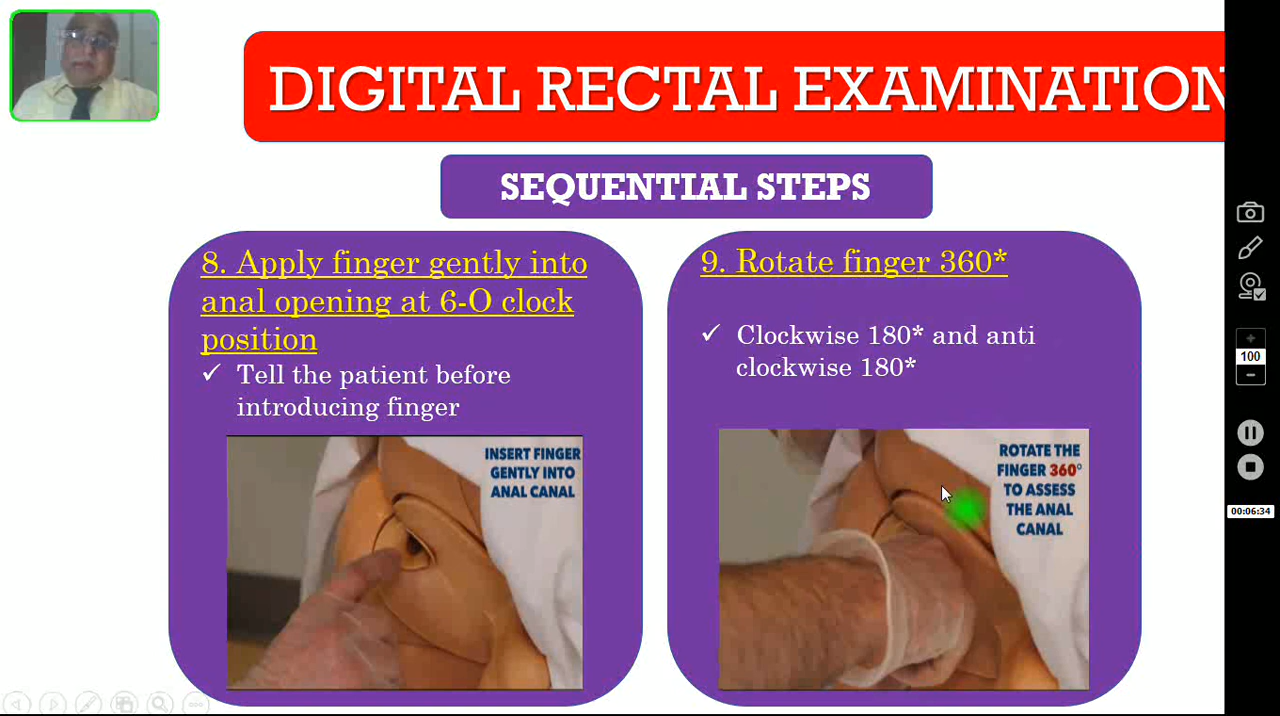 DIGITAL RECTAL EXAMINATION
SEQUENTIAL STEPS
8. Apply finger gently into
anal opening at 6-O clock
position
✓ Tell the patient before
introducing finger
INSERT FINGER
GENTLY INTO
ANAL CANAL
9. Rotate finger 360*
✓ Clockwise 180* and anti
clockwise 180*
ROTATE THE
FINGER 360°
TO ASSESS
THE ANAL
CANAL
100
00:06:34